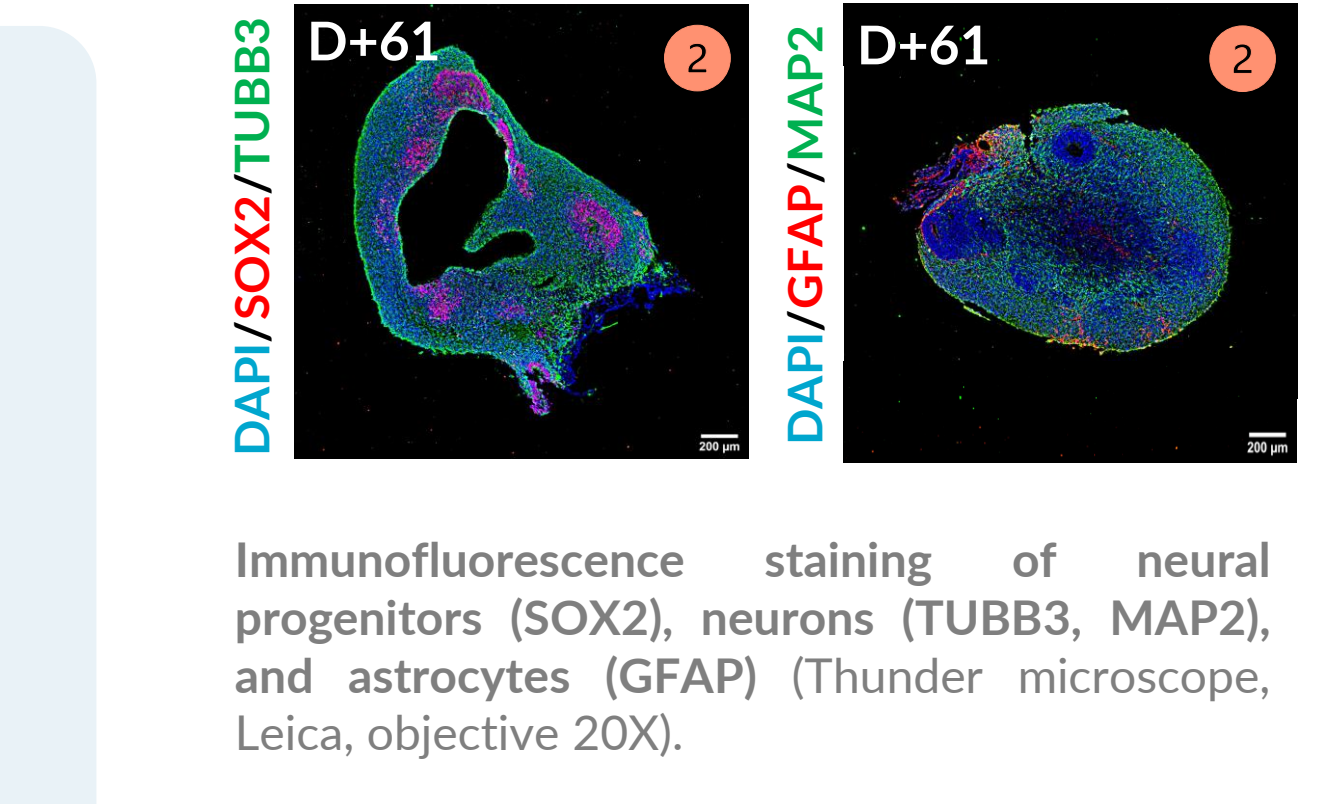 DAPI/SOX2/TUBB3
D+61
2
200 µm
DAPI/GFAP/MAP2
D+61
2
200 µm
Immunofluorescence staining of neural
progenitors (SOX2), neurons (TUBB3, MAP2),
and astrocytes (GFAP) (Thunder microscope,
Leica, objective 20X).